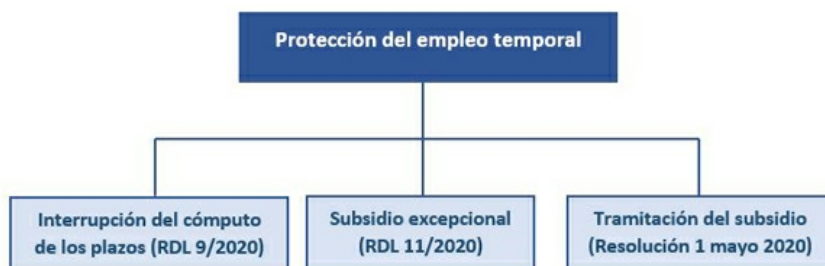 Protección del empleo temporal
Interrupción del cómputo
de los plazos (RDL 9/2020)
Subsidio excepcional
(RDL 11/2020)
Tramitación del subsidio
(Resolución 1 mayo 2020)